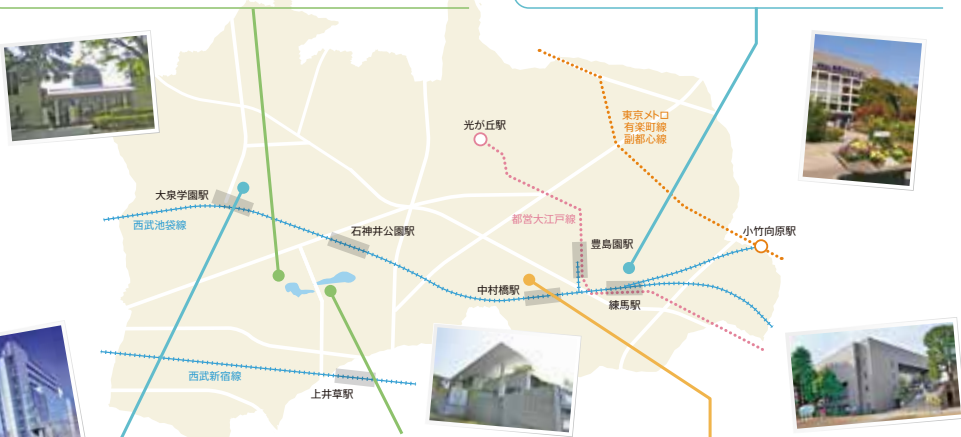 東京メトロ
有楽町線
副都心線
光が丘駅
大泉学園駅
西武池袋線
都営大江戸線
石神井公園駅
小竹向原駅
豊島園駅
中村橋駅
練馬駅
西武新宿線
上井草駅